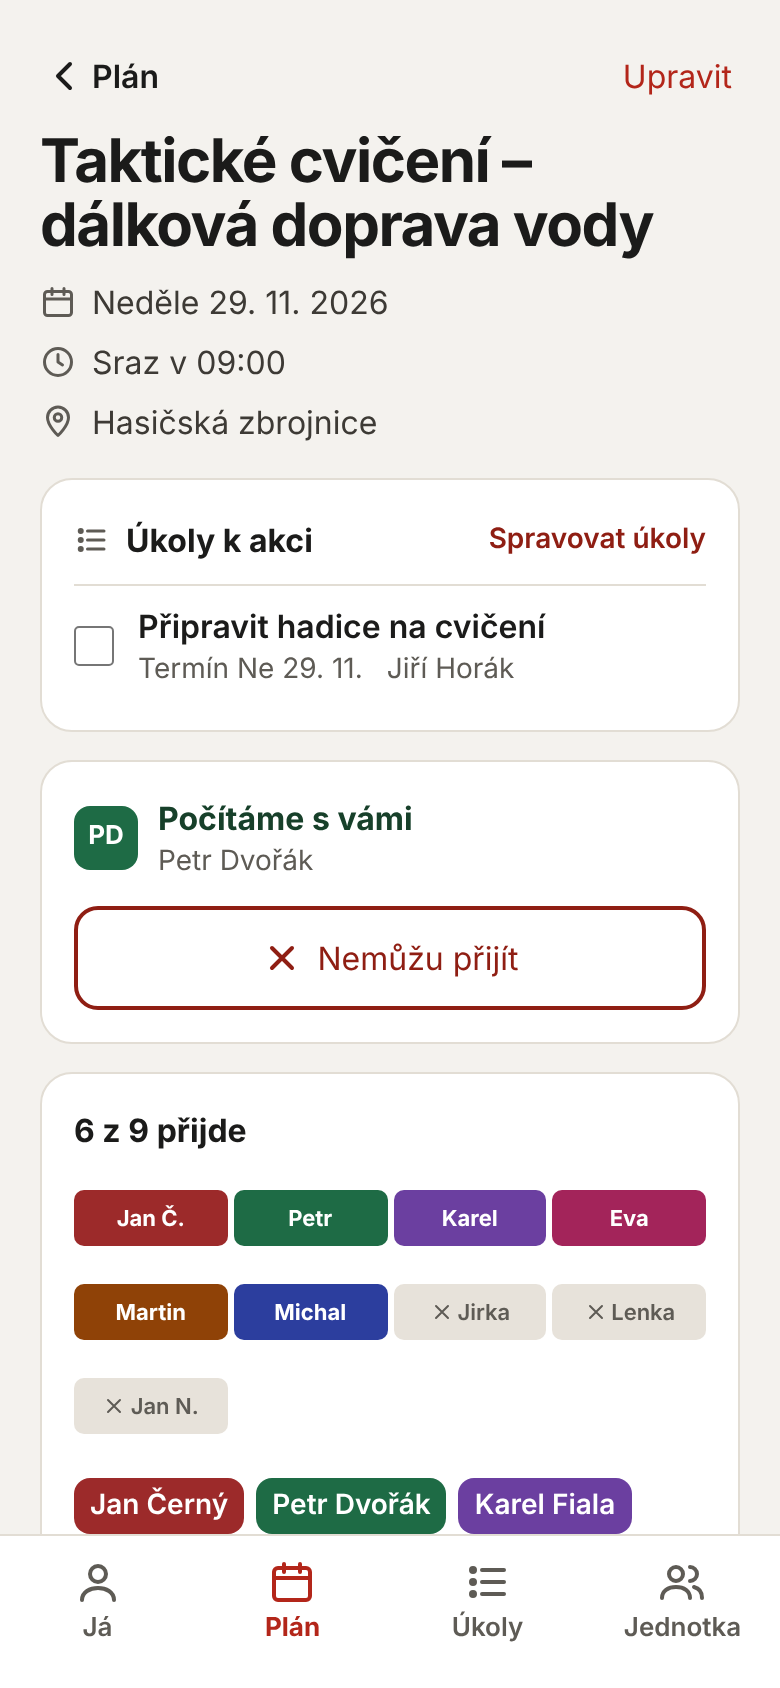 Plán
Upravit
Taktické cvičení –
dálková doprava vody
Neděle 29. 11. 2026
Sraz v 09:00
Hasičská zbrojnice
Úkoly k akci
Spravovat úkoly
Připravit hadice na cvičení
Termín Ne 29. 11. Jiří Horák
PD
Počítáme s vámi
Petr Dvořák
Nemůžu přijít
6 z 9 přijde
Jan Č. Petr Karel Eva
Martin Michal Jirka Lenka
Jan N.
Jan Černý Petr Dvořák Karel Fiala
Já Plán Úkoly Jednotka